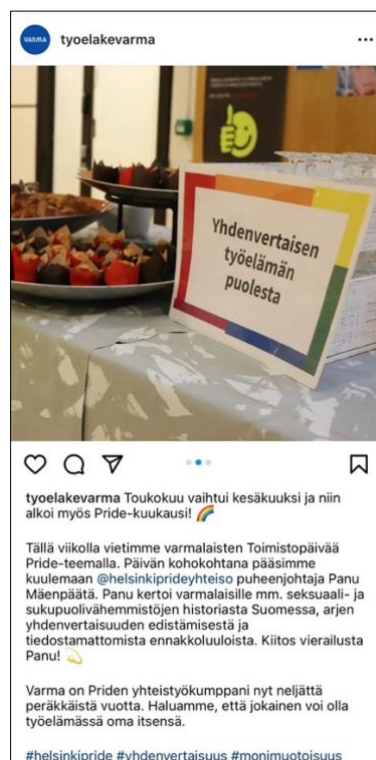 VARMA
tyoelakevarma
Yhdenvertaisen
työelämän
puolesta
tyoelakevarma Toukokuu vaihtui kesäkuuksi ja niin
alkoi myös Pride-kuukausi! 🌈
Tällä viikolla vietimme varmalaisten Toimistopäivää
Pride-teemalla. Päivän kohokohtana pääsimme
kuulemaan @helsinkiprideyhteiso puheenjohtaja Panu
Mäenpäätä. Panu kertoi varmalaisille mm. seksuaali- ja
sukupuolivähemmistöjen historiasta Suomessa, arjen
yhdenvertaisuuden edistämisestä ja
tiedostamattomista ennakkoluuloista. Kiitos vierailusta
Panu! 💫
Varma on Priden yhteistyökumppani nyt neljättä
peräkkäistä vuotta. Haluamme, että jokainen voi olla
työelämässä oma itsensä.
#helsinkipride #yhdenvertaisuus #monimuotoisuus